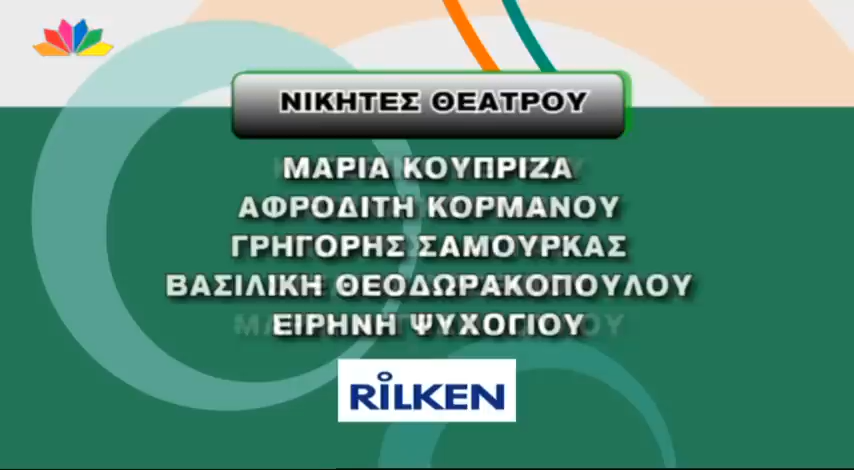 ΝΙΚΗΤΕΣ ΘΕΑΤΡΟΥ
ΜΑΡΙΑ ΚΟΥΠΡΙΖΑ
ΑΦΡΟΔΙΤΗ ΚΟΡΜΑΝΟΥ
ΓΡΗΓΟΡΗΣ ΣΑΜΟΥΡΚΑΣ
ΒΑΣΙΛΙΚΗ ΘΕΟΔΩΡΑΚΟΠΟΥΛΟΥ
ΕΙΡΗΝΗ ΨΥΧΟΓΙΟΥ
RILKEN